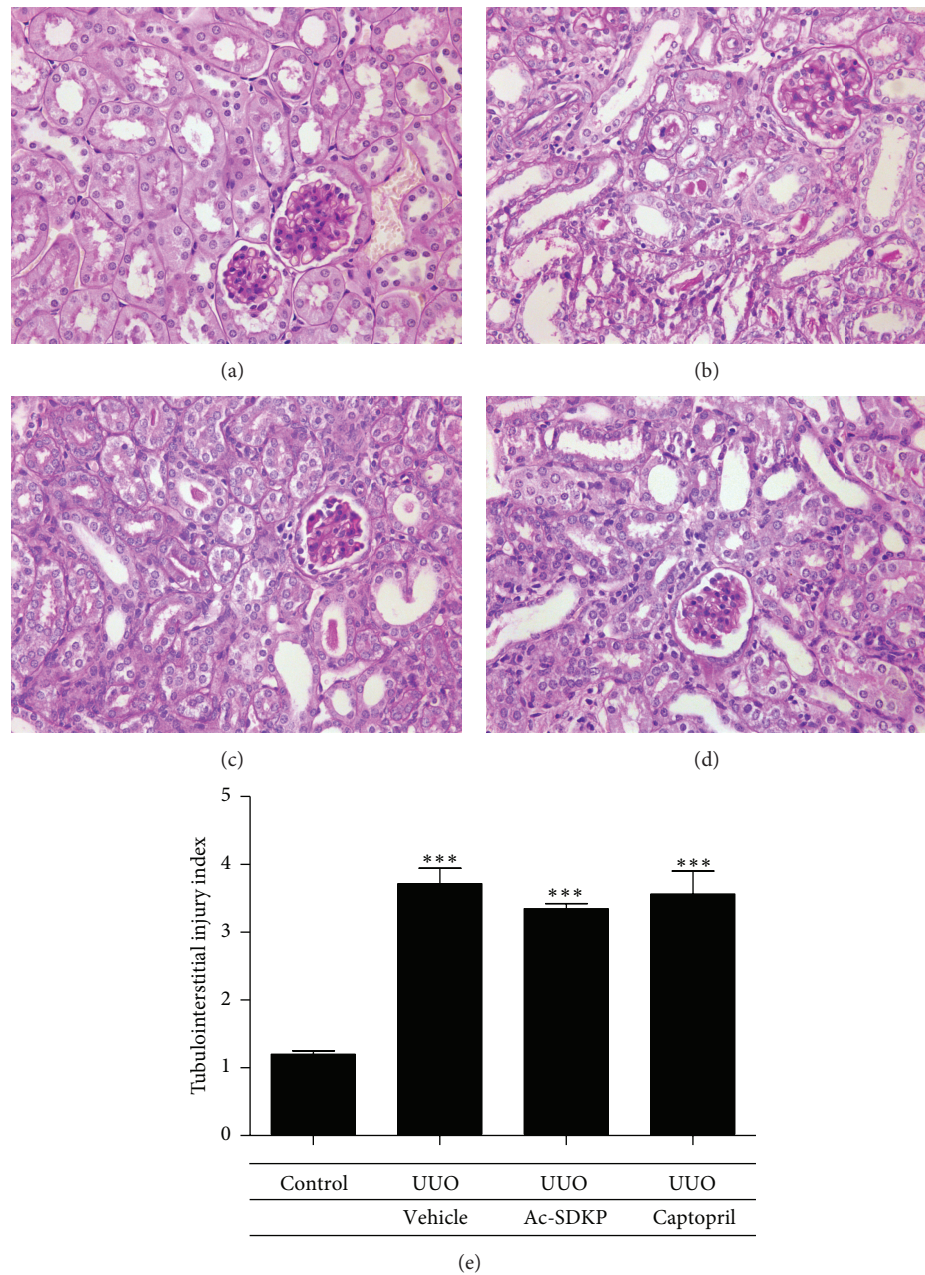 (a)
(b)
(c)
(d)
Tubulointerstitial injury index
5
4
3
2
1
0
***
***
***
Control UUO UUO UUO
Vehicle Ac-SDKP Captopril
(e)